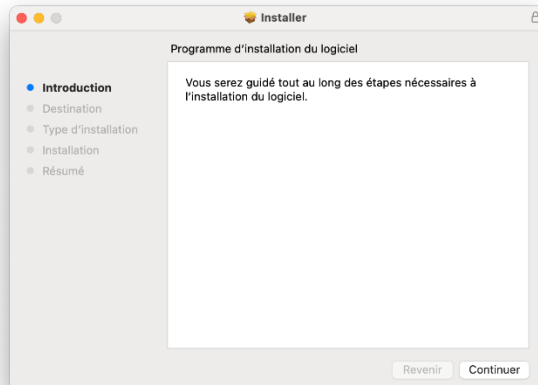 Installer
Programme d’installation du logiciel
Introduction
Destination
Type d’installation
Installation
Résumé
Vous serez guidé tout au long des étapes nécessaires à
l’installation du logiciel.
Revenir
Continuer